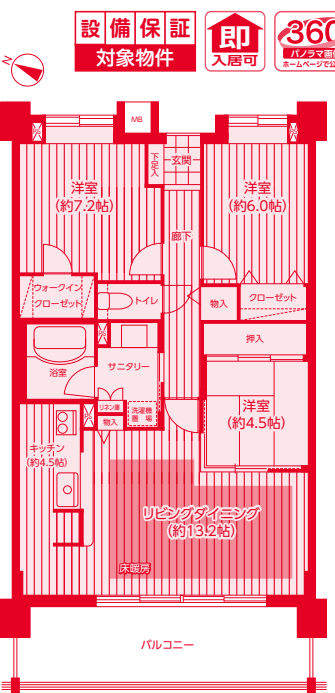 設備保証
対象物件
即
入居可
360
パノラマ画像
ホームページで公
N
MB
下足入
玄関
洋室
(約7.2帖)
洋室
(約6.0帖)
廊下
ウォークイン
クローゼット
トイレ
物入
クローゼット
押入
浴室
サニタリー
洋室
(約4.5帖)
リネン庫
物入
洗濯機
置場
キッチン
(約4.5帖)
リビングダイニング
(約13.2帖)
床暖房
バルコニー